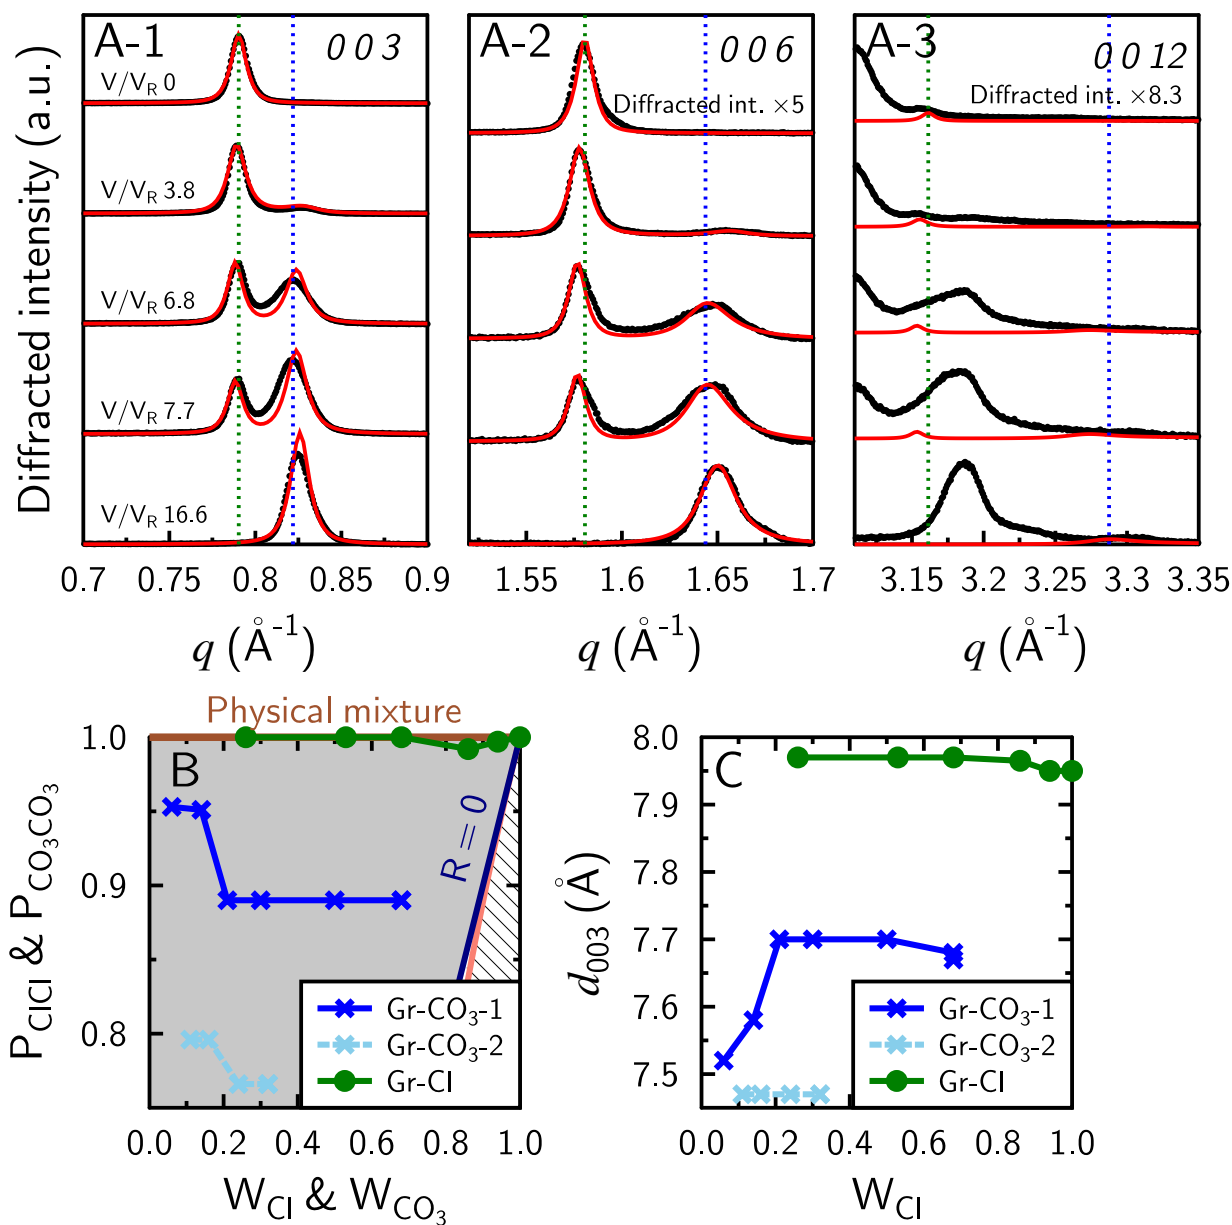 A-1
0 0 3
A-2
0 0 6
A-3
0 0 12
Diffracted intensity (a.u.)
V/V_R 0
V/V_R 3.8
V/V_R 6.8
V/V_R 7.7
V/V_R 16.6
Diffracted int. ×5
Diffracted int. ×8.3
0.7 0.75 0.8 0.85 0.9
1.55 1.6 1.65 1.7
3.15 3.2 3.25 3.3 3.35
q (Å⁻¹)
q (Å⁻¹)
q (Å⁻¹)
Physical mixture
B
R = 0
P_ClCl & P_CO₃CO₃
1.0
0.9
0.8
Gr-CO₃-1
Gr-CO₃-2
Gr-Cl
0.0 0.2 0.4 0.6 0.8 1.0
W_Cl & W_CO₃
C
d₀₀₃ (Å)
8.0
7.9
7.8
7.7
7.6
7.5
Gr-CO₃-1
Gr-CO₃-2
Gr-Cl
0.0 0.2 0.4 0.6 0.8 1.0
W_Cl